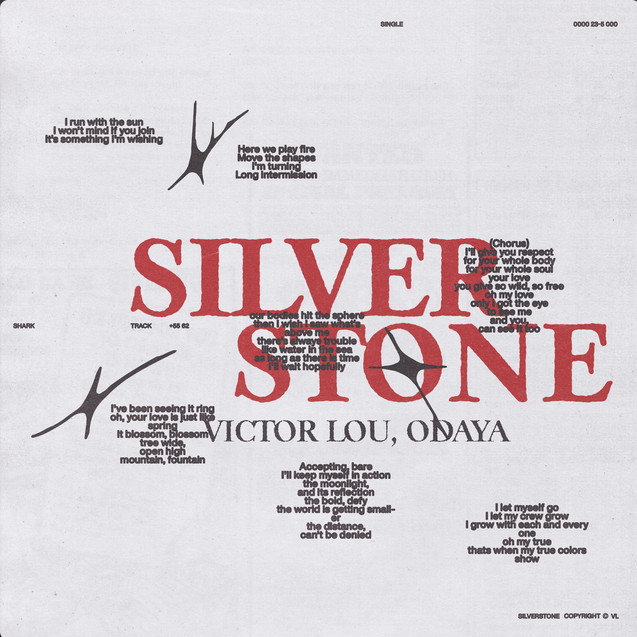 SINGLE
0000 23-5 000
I run with the sun
I won't mind if you join
it's something I'm wishing
Here we play fire
Move the shapes
I'm turning
Long intermission
SILVER
STONE
(Chorus)
I'll give you respect
for your whole body
for your whole soul
your love
you give so wild, so free
oh my love
only I got the eye
to see me
and you,
can see it too
SHARK
TRACK
+55 62
our bodies hit the sphere
then I wish I saw what's
above me
there's always trouble
like water in the sea
as long as there is time
I'll wait hopefully
I've been seeing it ring
oh, your love is just like
spring
It blossom, blossom
tree wide,
open high
mountain, fountain
VICTOR LOU, ODAYA
Accepting, bare
I'll keep myself in action
the moonlight,
and its reflection
the bold, defy
the world is getting small-
er
the distance,
can't be denied
I let myself go
I let my crew grow
I grow with each and every
one
oh my true
thats when my true colors
show
SILVERSTONE COPYRIGHT © VL